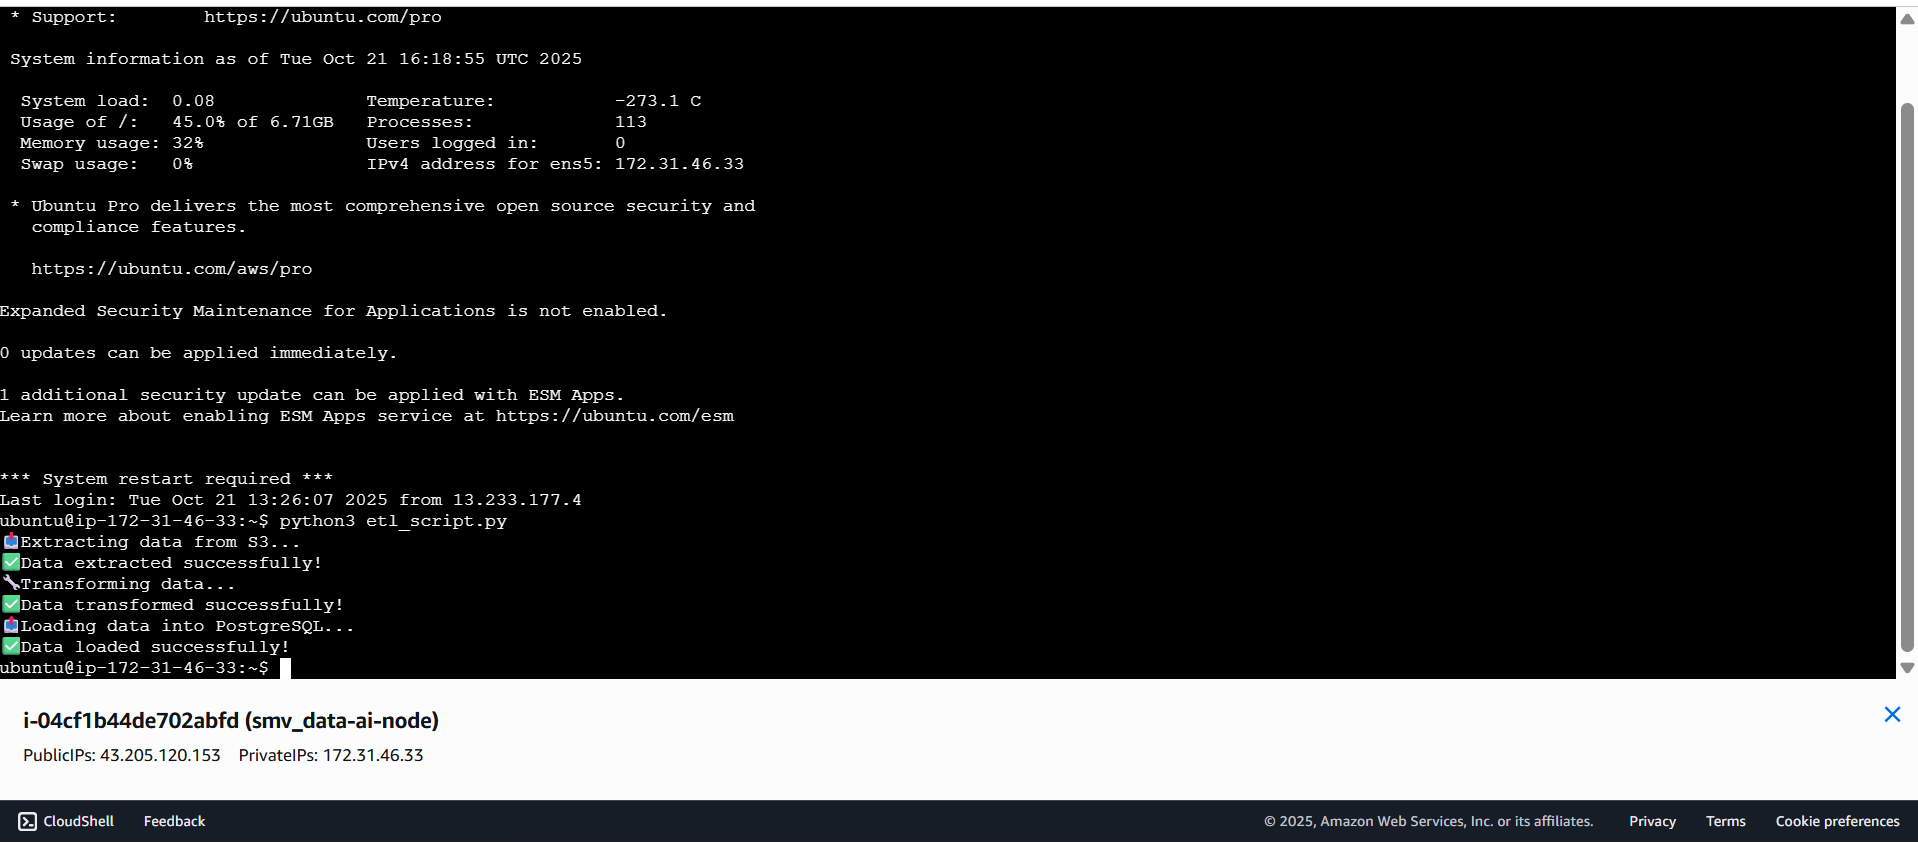 * Support:        https://ubuntu.com/pro
System information as of Tue Oct 21 16:18:55 UTC 2025
System load:  0.08              Temperature:           -273.1 C
Usage of /:   45.0% of 6.71GB   Processes:             113
Memory usage: 32%               Users logged in:       0
Swap usage:   0%                IPv4 address for ens5: 172.31.46.33
* Ubuntu Pro delivers the most comprehensive open source security and
compliance features.
https://ubuntu.com/aws/pro
Expanded Security Maintenance for Applications is not enabled.
0 updates can be applied immediately.
1 additional security update can be applied with ESM Apps.
Learn more about enabling ESM Apps service at https://ubuntu.com/esm
*** System restart required ***
Last login: Tue Oct 21 13:26:07 2025 from 13.233.177.4
ubuntu@ip-172-31-46-33:~$ python3 etl_script.py
📤Extracting data from S3...
✅Data extracted successfully!
🔧Transforming data...
✅Data transformed successfully!
📤Loading data into PostgreSQL...
✅Data loaded successfully!
ubuntu@ip-172-31-46-33:~$
i-04cf1b44de702abfd (smv_data-ai-node)
PublicIPs: 43.205.120.153    PrivateIPs: 172.31.46.33
CloudShell    Feedback    © 2025, Amazon Web Services, Inc. or its affiliates.    Privacy    Terms    Cookie preferences